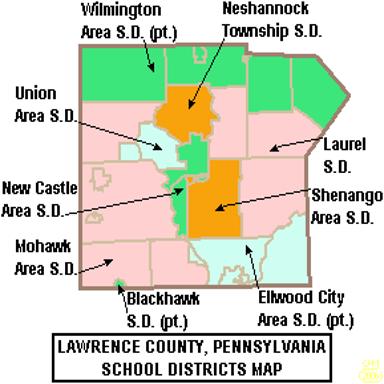 Wilmington
Area S.D. (pt.)
Neshannock
Township S.D.
Union
Area S.D.
Laurel
S.D.
New Castle
Area S.D.
Shenango
Area S.D.
Mohawk
Area S.D.
Blackhawk
S.D. (pt.)
Ellwood City
Area S.D. (pt.)
LAWRENCE COUNTY, PENNSYLVANIA
SCHOOL DISTRICTS MAP